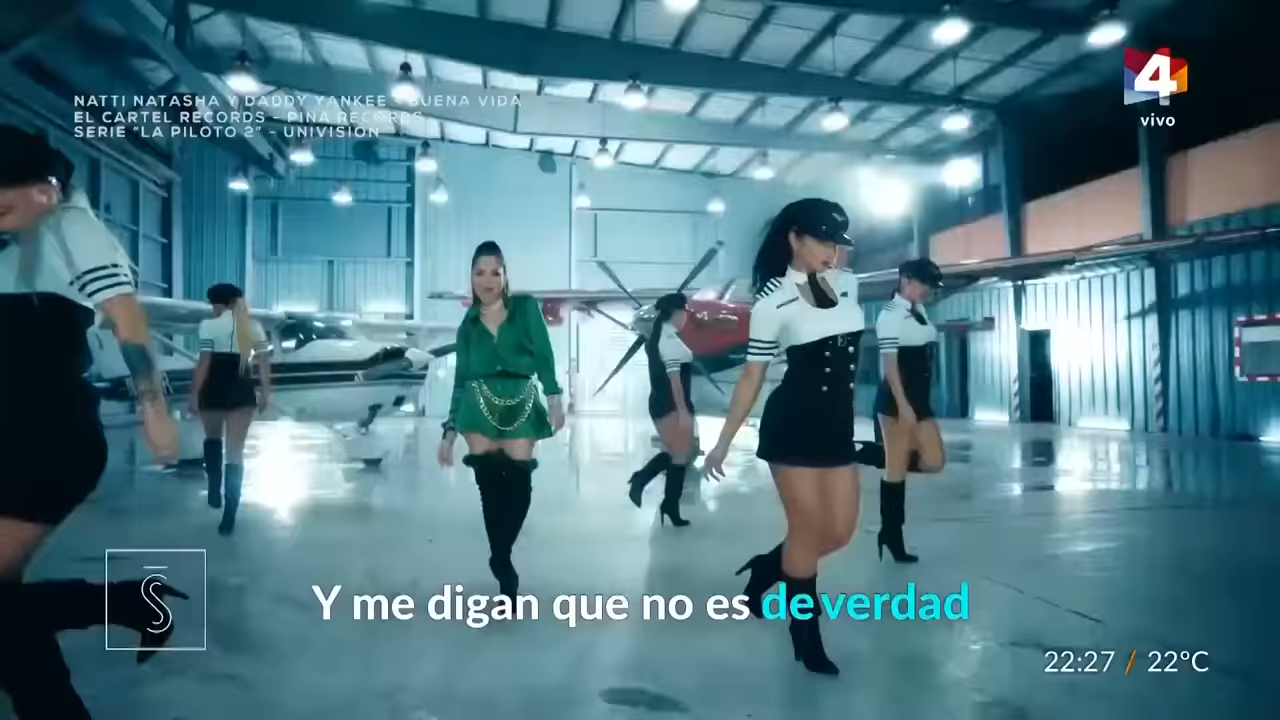 NATTI NATASHA Y DADDY YANKEE - BUENA VIDA
EL CARTEL RECORDS - PINA RECORDS
SERIE "LA PILOTO 2" - UNIVISION
4
vivo
S
Y me digan que no es de verdad
22:27 / 22°C